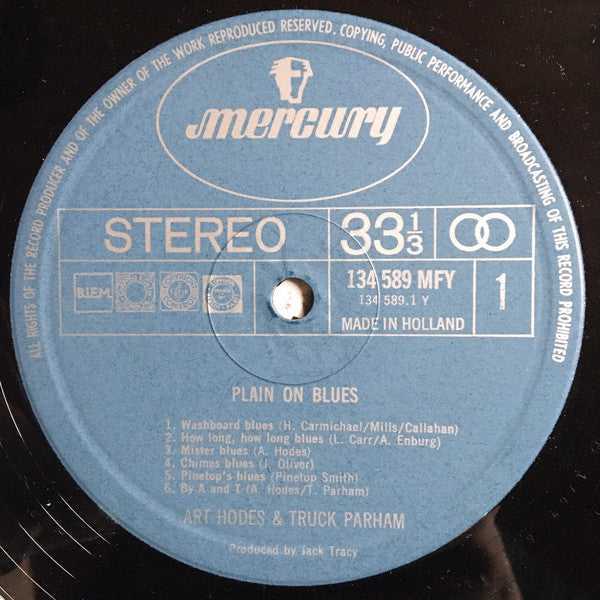 ALL RIGHTS OF THE RECORD PRODUCER AND OF THE OWNER OF THE WORK REPRODUCED RESERVED. COPYING, PUBLIC PERFORMANCE AND BROADCASTING OF THIS RECORD PROHIBITED
mercury
STEREO
33 1/3
BIEM
134 589 MFY
134 589.1 Y
MADE IN HOLLAND
1
PLAIN ON BLUES
1. Washboard blues (H. Carmichael/Mills/Callahan)
2. How long, how long blues (L. Carr/A. Enburg)
3. Mister blues (A. Hodes)
4. Chimes blues (J. Oliver)
5. Pinetop's blues (Pinetop Smith)
6. By A and T (A. Hodes/T. Parham)
ART HODES & TRUCK PARHAM
Produced by Jack Tracy